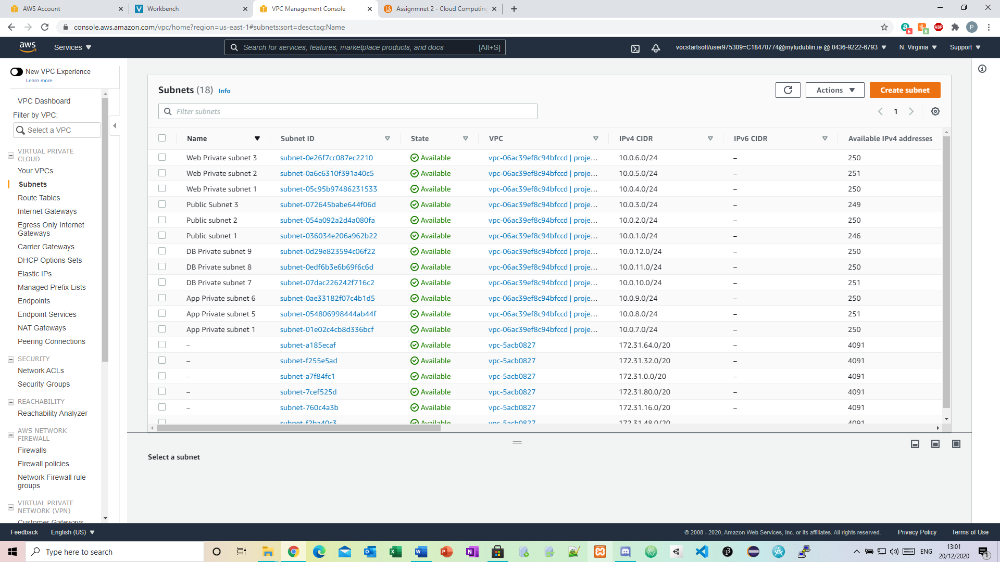 AWS Account
Workbench
VPC Management Console
Assignmnet 2 - Cloud Computing
console.aws.amazon.com/vpc/home?region=us-east-1#subnets:sort=desc:tag:Name
6
8
ABP
P
aws
Services
Search for services, features, marketplace products, and docs [Alt+S]
vocstartsoft/user975309=C18470774@mytudublin.ie @ 0436-9222-6793
N. Virginia
Support
New VPC Experience
Learn more
VPC Dashboard
Filter by VPC:
Select a VPC
VIRTUAL PRIVATE
CLOUD
Your VPCs
Subnets
Route Tables
Internet Gateways
Egress Only Internet
Gateways
Carrier Gateways
DHCP Options Sets
Elastic IPs
Managed Prefix Lists
Endpoints
Endpoint Services
NAT Gateways
Peering Connections
SECURITY
Network ACLs
Security Groups
REACHABILITY
Reachability Analyzer
AWS NETWORK
FIREWALL
Firewalls
Firewall policies
Network Firewall rule
groups
VIRTUAL PRIVATE
NETWORK (VPN)
Customer Gateways
Subnets (18) Info
Actions
Create subnet
Filter subnets
1
Name Subnet ID State VPC IPv4 CIDR IPv6 CIDR Available IPv4 addresses
Web Private subnet 3 subnet-0e26f7cc087ec2210 Available vpc-06ac39ef8c94bfccd | proje... 10.0.6.0/24 – 250
Web Private subnet 2 subnet-0a6c6310f391a40c5 Available vpc-06ac39ef8c94bfccd | proje... 10.0.5.0/24 – 251
Web Private subnet 1 subnet-05c95b97486231533 Available vpc-06ac39ef8c94bfccd | proje... 10.0.4.0/24 – 250
Public Subnet 3 subnet-072645babe644f06d Available vpc-06ac39ef8c94bfccd | proje... 10.0.3.0/24 – 249
Public subnet 2 subnet-054a092a2d4a080fa Available vpc-06ac39ef8c94bfccd | proje... 10.0.2.0/24 – 250
Public subnet 1 subnet-036034e206a962b22 Available vpc-06ac39ef8c94bfccd | proje... 10.0.1.0/24 – 246
DB Private subnet 9 subnet-0d29e823594c06f22 Available vpc-06ac39ef8c94bfccd | proje... 10.0.12.0/24 – 250
DB Private subnet 8 subnet-0edf6b3e6b69f6c6d Available vpc-06ac39ef8c94bfccd | proje... 10.0.11.0/24 – 250
DB Private subnet 7 subnet-07dac226242f716c2 Available vpc-06ac39ef8c94bfccd | proje... 10.0.10.0/24 – 251
App Private subnet 6 subnet-0ae33182f07c4b1d5 Available vpc-06ac39ef8c94bfccd | proje... 10.0.9.0/24 – 250
App Private subnet 5 subnet-054806998444ab44f Available vpc-06ac39ef8c94bfccd | proje... 10.0.8.0/24 – 251
App Private subnet 1 subnet-01e02c4cb8d336bcf Available vpc-06ac39ef8c94bfccd | proje... 10.0.7.0/24 – 250
– subnet-a185ecaf Available vpc-5acb0827 172.31.64.0/20 – 4091
– subnet-f255e5ad Available vpc-5acb0827 172.31.32.0/20 – 4091
– subnet-a7f84fc1 Available vpc-5acb0827 172.31.0.0/20 – 4091
– subnet-7cef525d Available vpc-5acb0827 172.31.80.0/20 – 4091
– subnet-760c4a3b Available vpc-5acb0827 172.31.16.0/20 – 4091
subnet-f2ba40c3 Available vpc-5acb0827 172.31.48.0/20 4091
Select a subnet
Feedback
English (US)
© 2008 - 2020, Amazon Web Services, Inc. or its affiliates. All rights reserved.
Privacy Policy
Terms of Use
Type here to search
ENG
13:01
20/12/2020
1